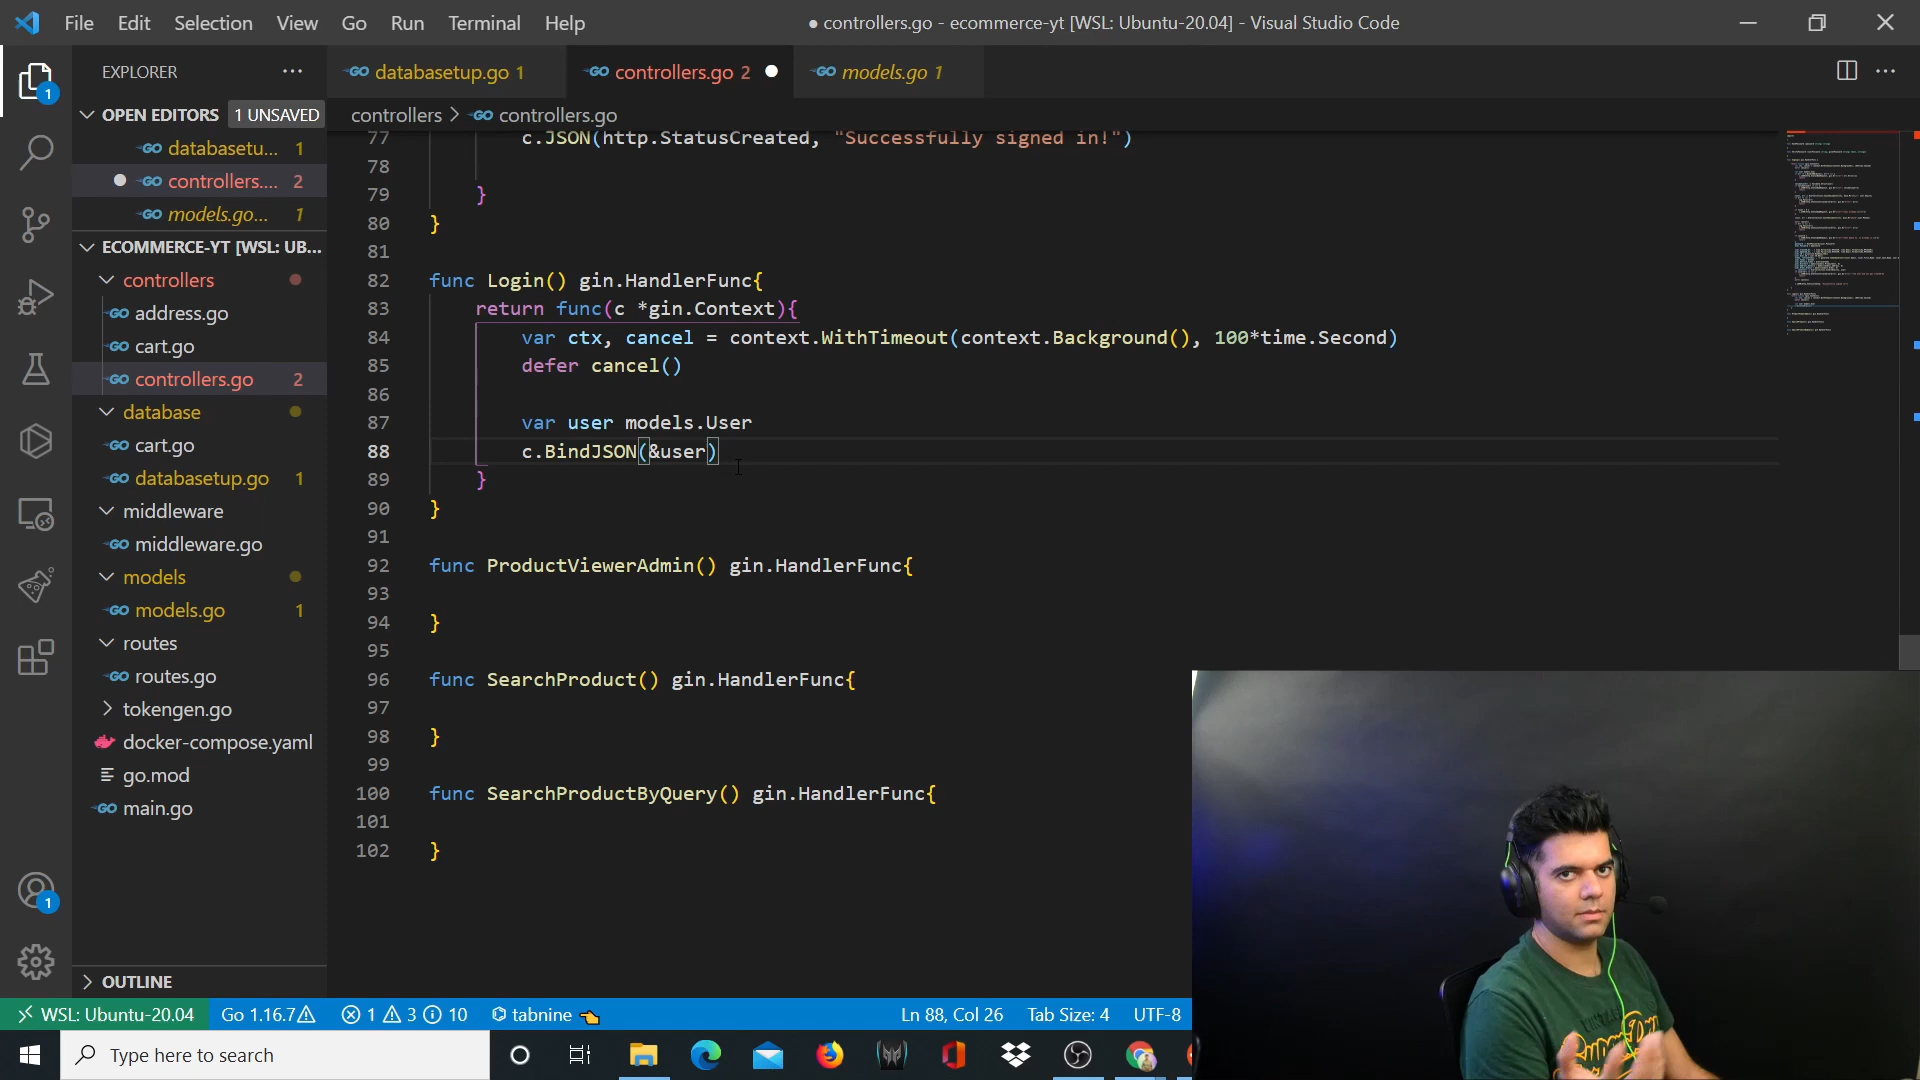 File Edit Selection View Go Run Terminal Help
● controllers.go - ecommerce-yt [WSL: Ubuntu-20.04] - Visual Studio Code
EXPLORER
OPEN EDITORS 1 UNSAVED
databasetu... 1
controllers.... 2
models.go... 1
ECOMMERCE-YT [WSL: UB...
controllers
address.go
cart.go
controllers.go 2
database
cart.go
databasetup.go 1
middleware
middleware.go
models
models.go 1
routes
routes.go
tokengen.go
docker-compose.yaml
go.mod
main.go
OUTLINE
databasetup.go 1 controllers.go 2 models.go 1
controllers > controllers.go
77 c.JSON(http.StatusCreated, "Successfully signed in!")
78
79 }
80 }
81
82 func Login() gin.HandlerFunc{
83 return func(c *gin.Context){
84 var ctx, cancel = context.WithTimeout(context.Background(), 100*time.Second)
85 defer cancel()
86
87 var user models.User
88 c.BindJSON(&user)
89 }
90 }
91
92 func ProductViewerAdmin() gin.HandlerFunc{
93
94 }
95
96 func SearchProduct() gin.HandlerFunc{
97
98 }
99
100 func SearchProductByQuery() gin.HandlerFunc{
101
102 }
WSL: Ubuntu-20.04 Go 1.16.7 1 3 10 tabnine Ln 88, Col 26 Tab Size: 4 UTF-8
Type here to search